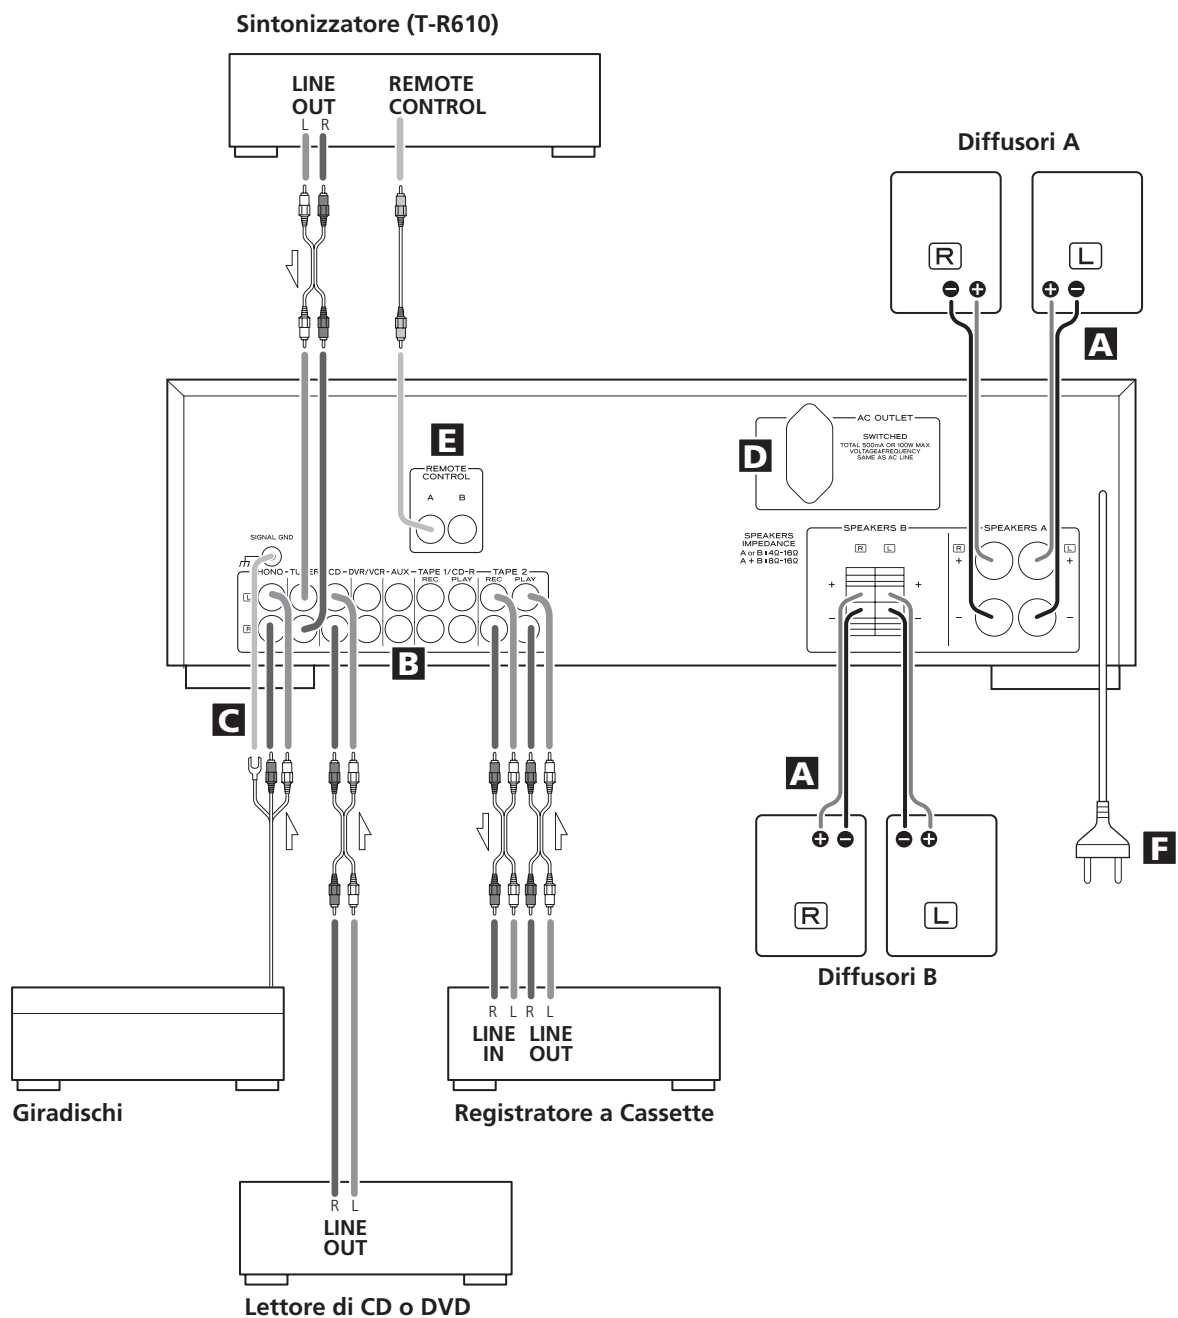 Sintonizzatore (T-R610)
LINE OUT
L R
REMOTE CONTROL
Diffusori A
R
L
A
D
AC OUTLET
SWITCHED
TOTAL 500mA OR 100W MAX
VOLTAGE&FREQUENCY
SAME AS AC LINE
E
REMOTE CONTROL
A B
SIGNAL GND
PHONO TUNER CD DVR/VCR AUX TAPE 1/CD-R TAPE 2
REC PLAY REC PLAY
L
R
SPEAKERS IMPEDANCE
A or B:4Ω-16Ω
A + B:8Ω-16Ω
SPEAKERS B
R L
+ +
− −
SPEAKERS A
R L
+ +
− −
B
C
A
F
R
L
Diffusori B
R L R L
LINE IN
LINE OUT
Giradischi
Registratore a Cassette
R L
LINE OUT
Lettore di CD o DVD